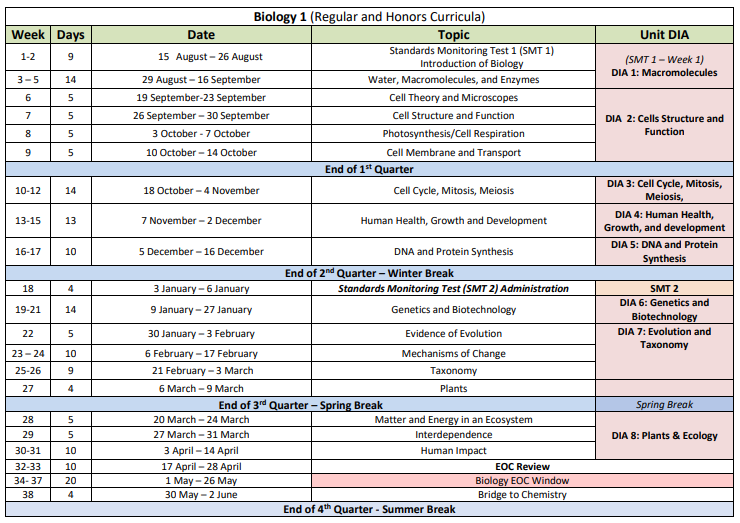 Biology 1 (Regular and Honors Curricula)
Week Days Date Topic Unit DIA
1-2 9 15 August – 26 August Standards Monitoring Test 1 (SMT 1)
Introduction of Biology
(SMT 1 – Week 1)
DIA 1: Macromolecules
3 – 5 14 29 August – 16 September Water, Macromolecules, and Enzymes
6 5 19 September-23 September Cell Theory and Microscopes
DIA 2: Cells Structure and
Function
7 5 26 September – 30 September Cell Structure and Function
8 5 3 October - 7 October Photosynthesis/Cell Respiration
9 5 10 October – 14 October Cell Membrane and Transport
End of 1st Quarter
10-12 14 18 October – 4 November Cell Cycle, Mitosis, Meiosis DIA 3: Cell Cycle, Mitosis,
Meiosis,
13-15 13 7 November – 2 December Human Health, Growth and Development DIA 4: Human Health,
Growth, and development
16-17 10 5 December – 16 December DNA and Protein Synthesis DIA 5: DNA and Protein
Synthesis
End of 2nd Quarter – Winter Break
18 4 3 January – 6 January Standards Monitoring Test (SMT 2) Administration SMT 2
19-21 14 9 January – 27 January Genetics and Biotechnology DIA 6: Genetics and
Biotechnology
22 5 30 January – 3 February Evidence of Evolution DIA 7: Evolution and
Taxonomy
23 – 24 10 6 February – 17 February Mechanisms of Change
25-26 9 21 February – 3 March Taxonomy
27 4 6 March – 9 March Plants
End of 3rd Quarter – Spring Break Spring Break
28 5 20 March – 24 March Matter and Energy in an Ecosystem
DIA 8: Plants & Ecology
29 5 27 March – 31 March Interdependence
30-31 10 3 April – 14 April Human Impact
32-33 10 17 April – 28 April EOC Review
34- 37 20 1 May – 26 May Biology EOC Window
38 4 30 May – 2 June Bridge to Chemistry
End of 4th Quarter - Summer Break